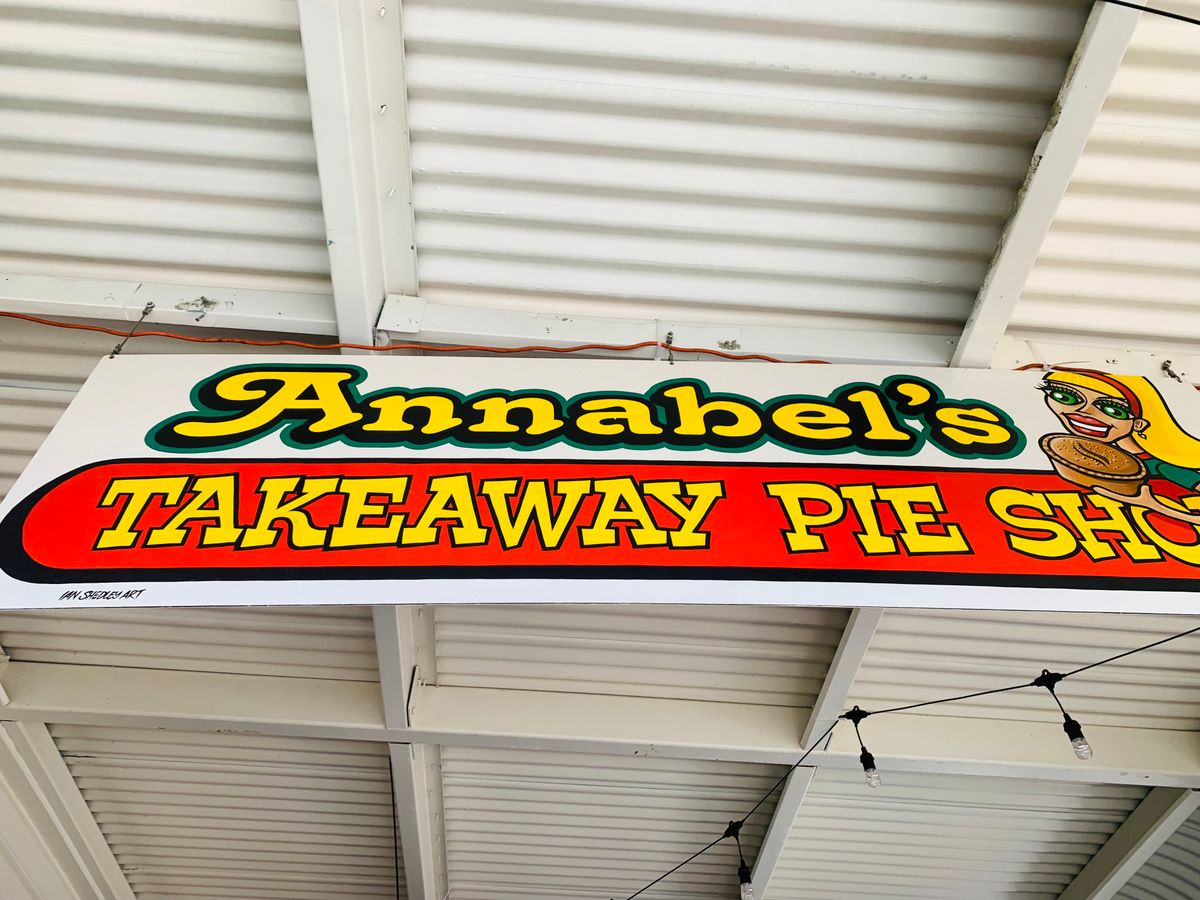 Annabel's
TAKEAWAY PIE SHO
IAN SHEDLEY ART